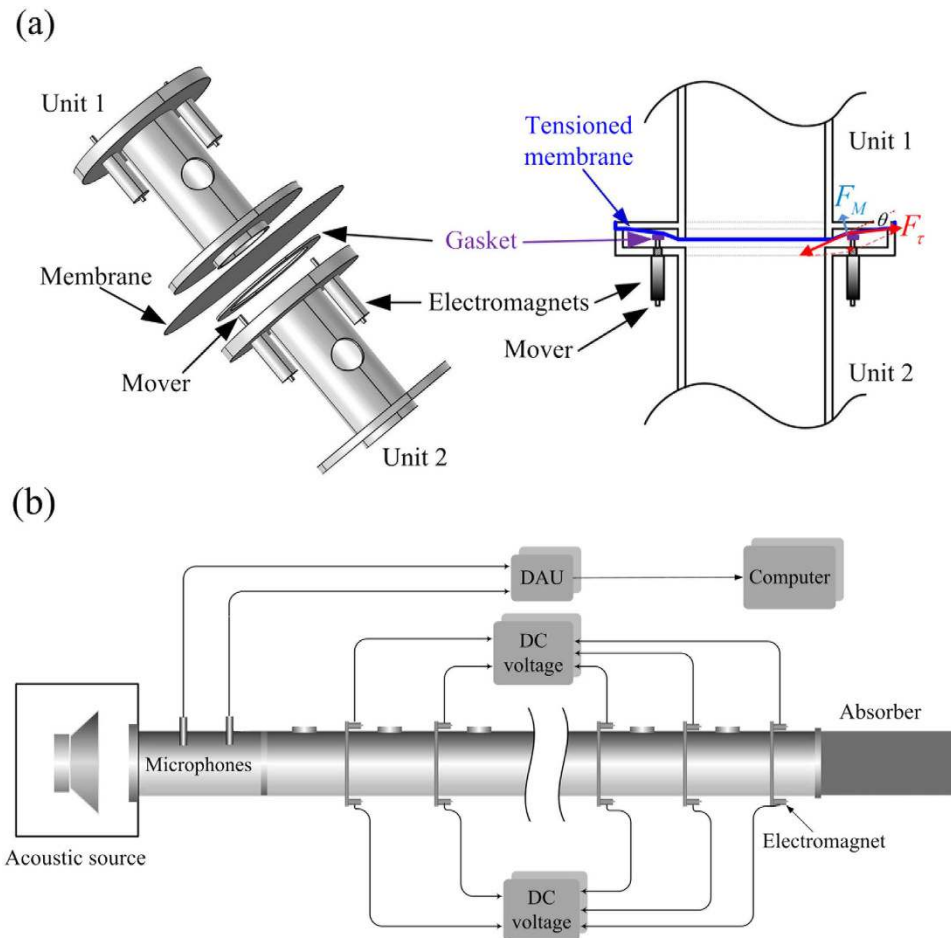 (a)
Unit 1
Membrane
Mover
Unit 2
Gasket
Electromagnets
Mover
Tensioned
membrane
Unit 1
F_M
θ
F_τ
Unit 2
(b)
DAU
Computer
DC
voltage
Microphones
Absorber
Acoustic source
Electromagnet
DC
voltage